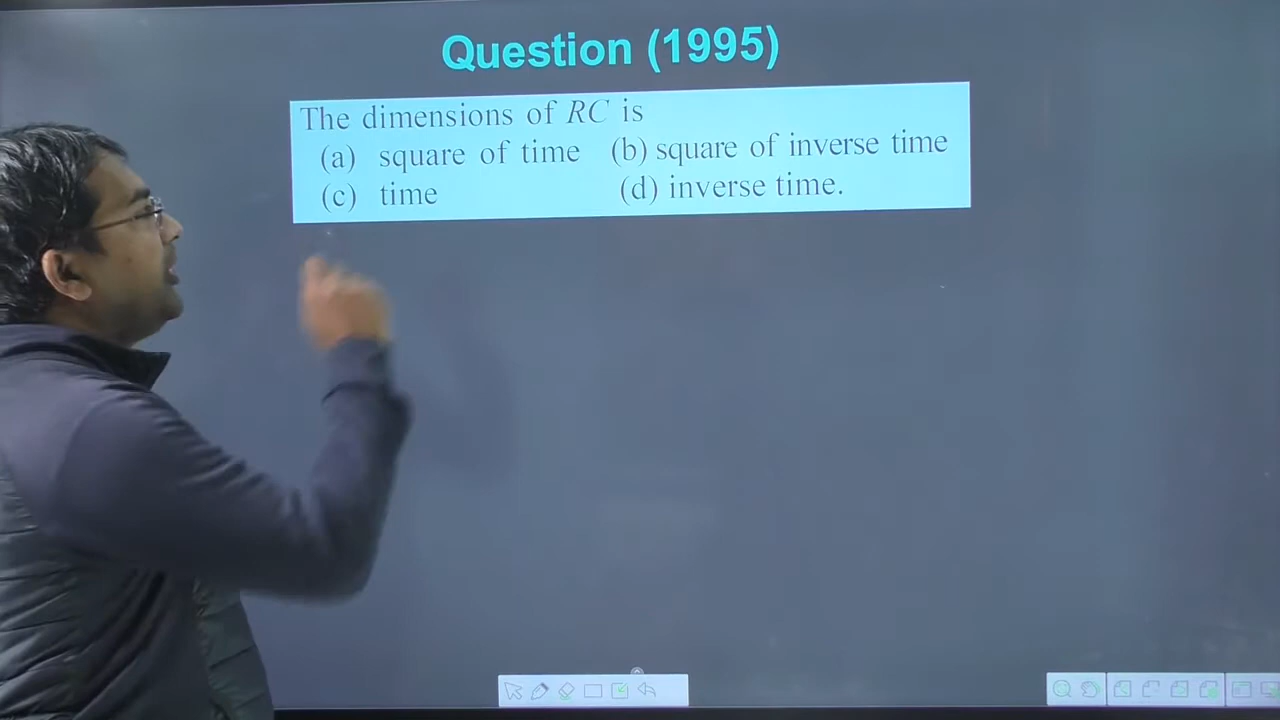 Question (1995)
The dimensions of RC is
(a) square of time (b) square of inverse time
(c) time (d) inverse time.